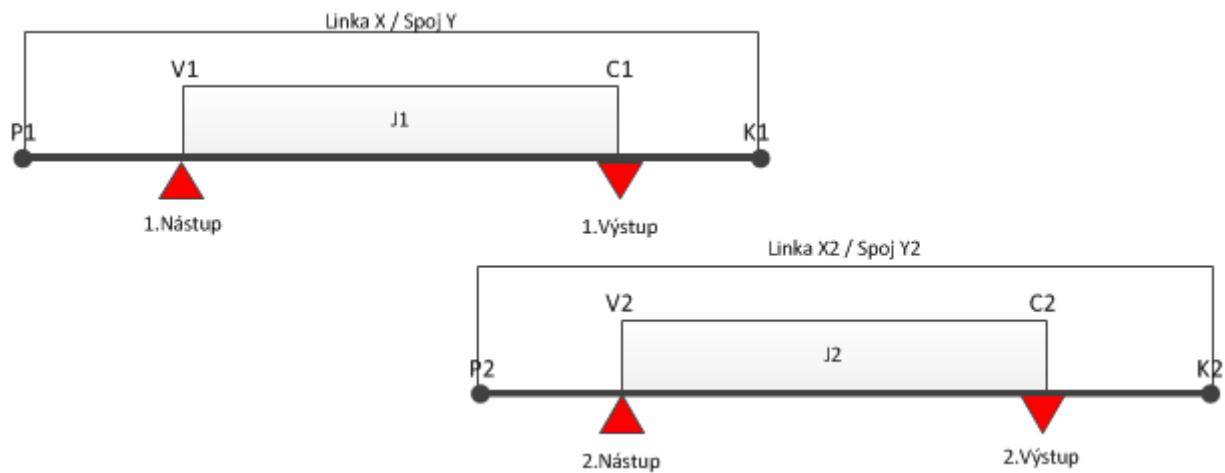 Linka X / Spoj Y
V1
C1
J1
P1
K1
1.Nástup
1.Výstup
Linka X2 / Spoj Y2
V2
C2
J2
P2
K2
2.Nástup
2.Výstup